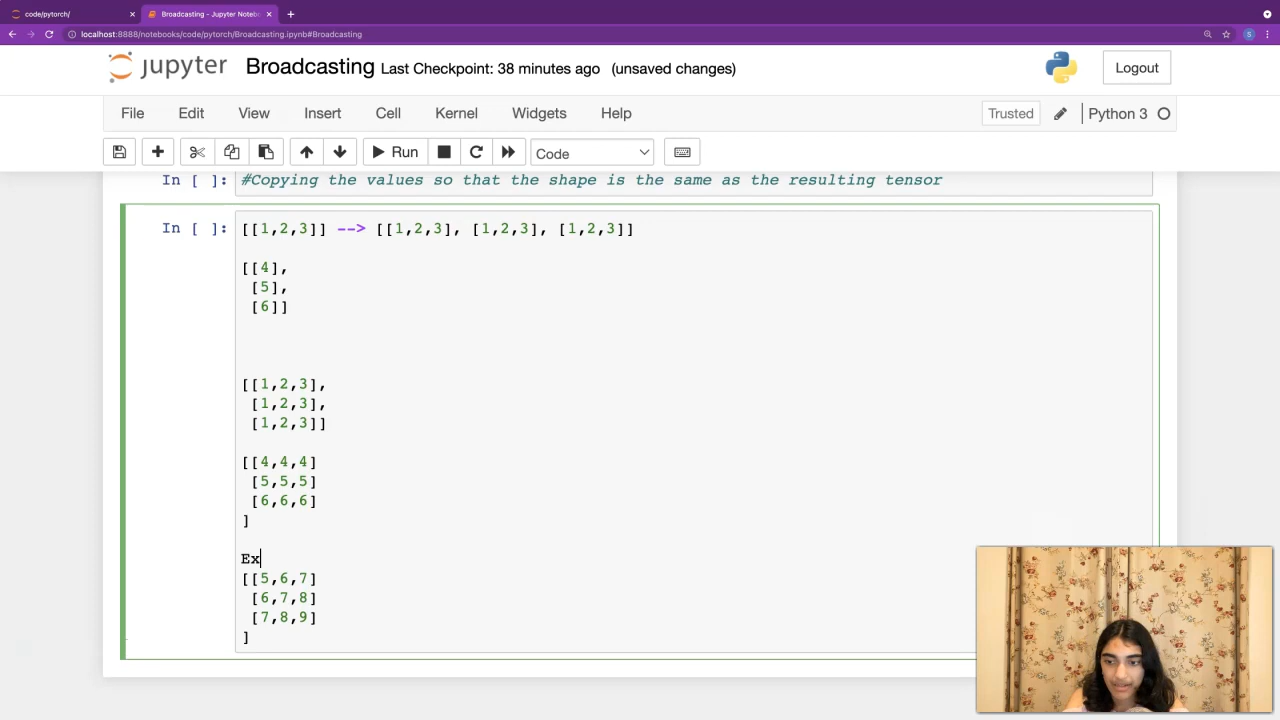 code/pytorch/
Broadcasting - Jupyter Noteb
localhost:8888/notebooks/code/pytorch/Broadcasting.ipynb#Broadcasting
S
jupyter Broadcasting Last Checkpoint: 38 minutes ago (unsaved changes)
Logout
File Edit View Insert Cell Kernel Widgets Help
Trusted Python 3
Run Code
In [ ]: #Copying the values so that the shape is the same as the resulting tensor
In [ ]: [[1,2,3]] --> [[1,2,3], [1,2,3], [1,2,3]]
[[4],
[5],
[6]]
[[1,2,3],
[1,2,3],
[1,2,3]]
[[4,4,4]
[5,5,5]
[6,6,6]
]
Ex
[[5,6,7]
[6,7,8]
[7,8,9]
]